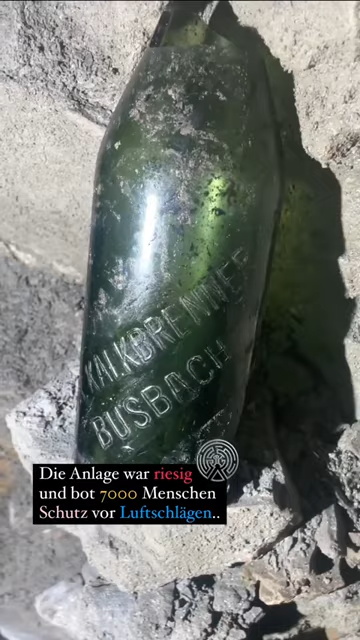 KALKBRENNER
BUSBACH
Die Anlage war riesig
und bot 7000 Menschen
Schutz vor Luftschlägen..